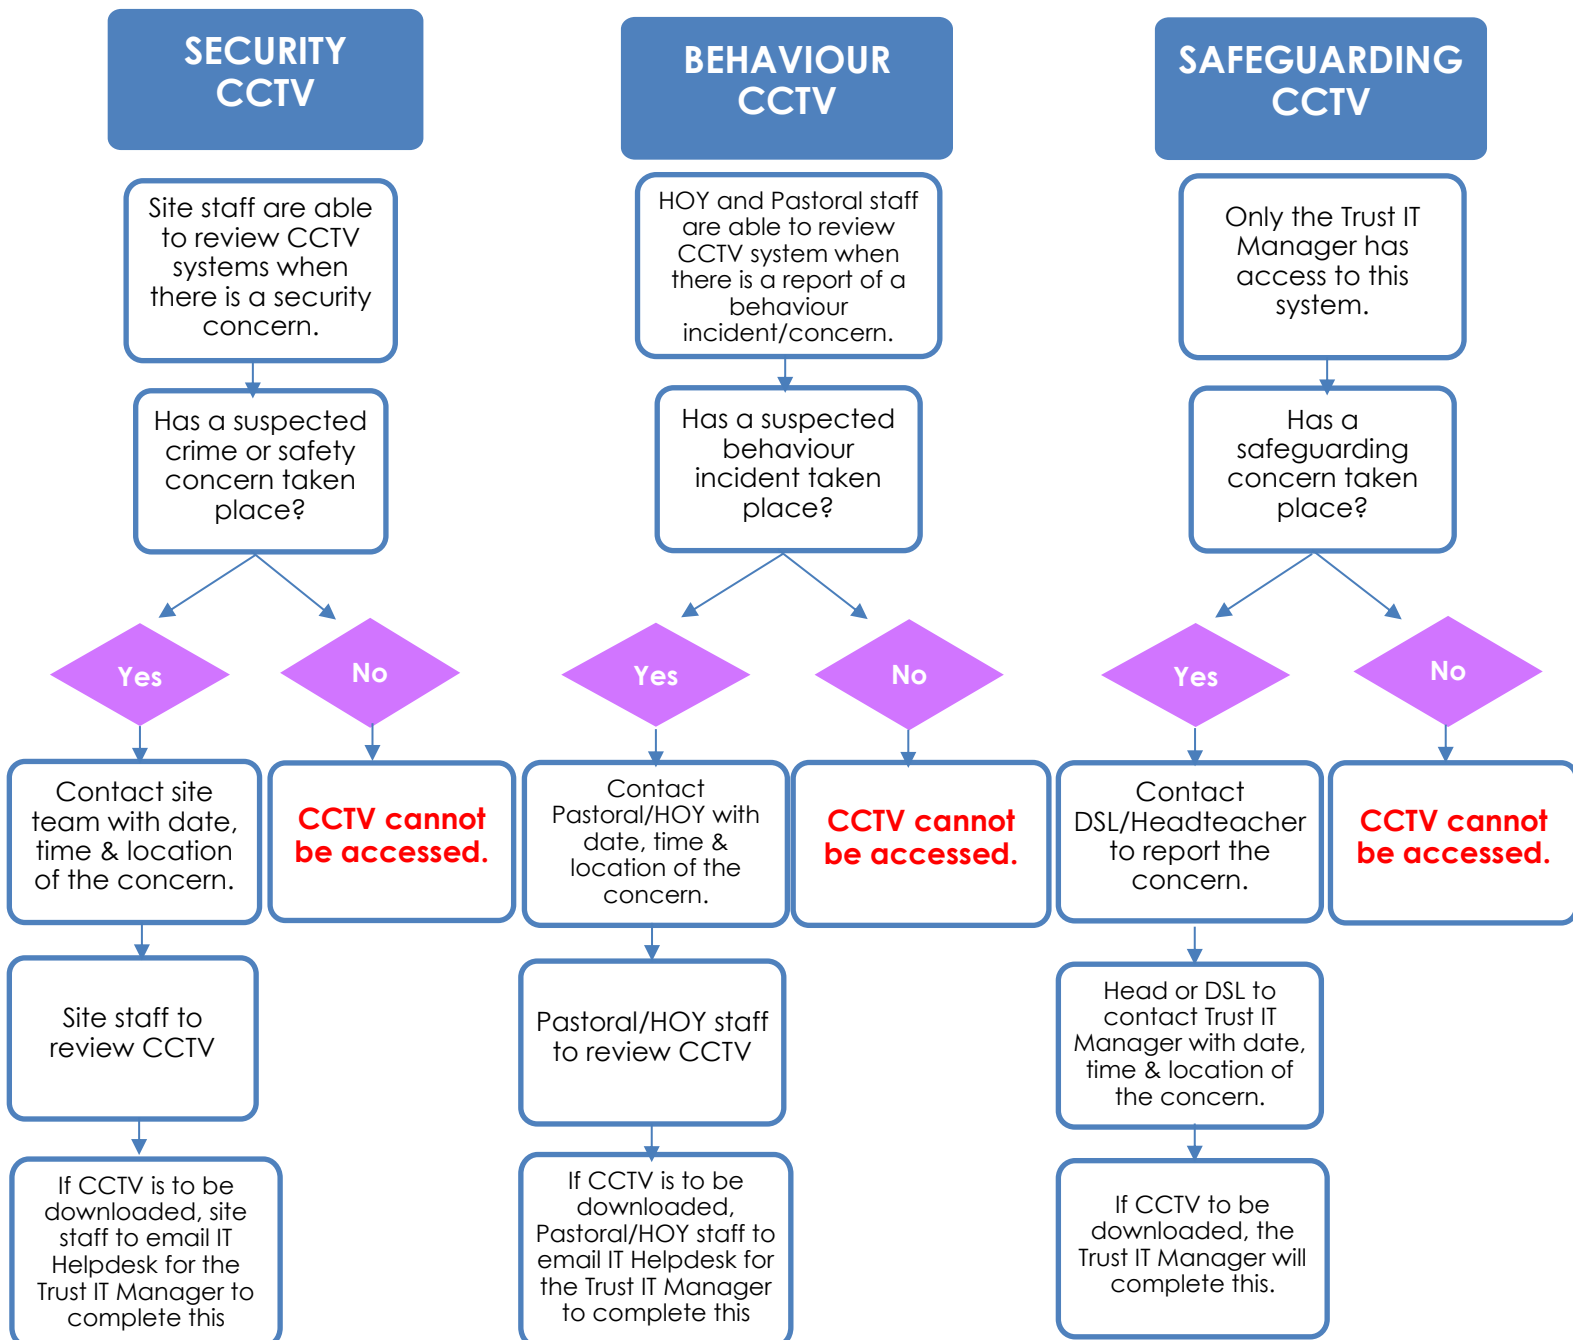 SECURITY
CCTV
Site staff are able
to review CCTV
systems when
there is a security
concern.
Has a suspected
crime or safety
concern taken
place?
Yes
No
Contact site
team with date,
time & location
of the concern.
CCTV cannot
be accessed.
Site staff to
review CCTV
If CCTV is to be
downloaded, site
staff to email IT
Helpdesk for the
Trust IT Manager to
complete this
BEHAVIOUR
CCTV
HOY and Pastoral staff
are able to review
CCTV system when
there is a report of a
behaviour
incident/concern.
Has a suspected
behaviour
incident taken
place?
Yes
No
Contact
Pastoral/HOY with
date, time &
location of the
concern.
CCTV cannot
be accessed.
Pastoral/HOY staff
to review CCTV
If CCTV is to be
downloaded,
Pastoral/HOY staff to
email IT Helpdesk for
the Trust IT Manager
to complete this
SAFEGUARDING
CCTV
Only the Trust IT
Manager has
access to this
system.
Has a
safeguarding
concern taken
place?
Yes
No
Contact
DSL/Headteacher
to report the
concern.
CCTV cannot
be accessed.
Head or DSL to
contact Trust IT
Manager with date,
time & location of
the concern.
If CCTV to be
downloaded, the
Trust IT Manager will
complete this.